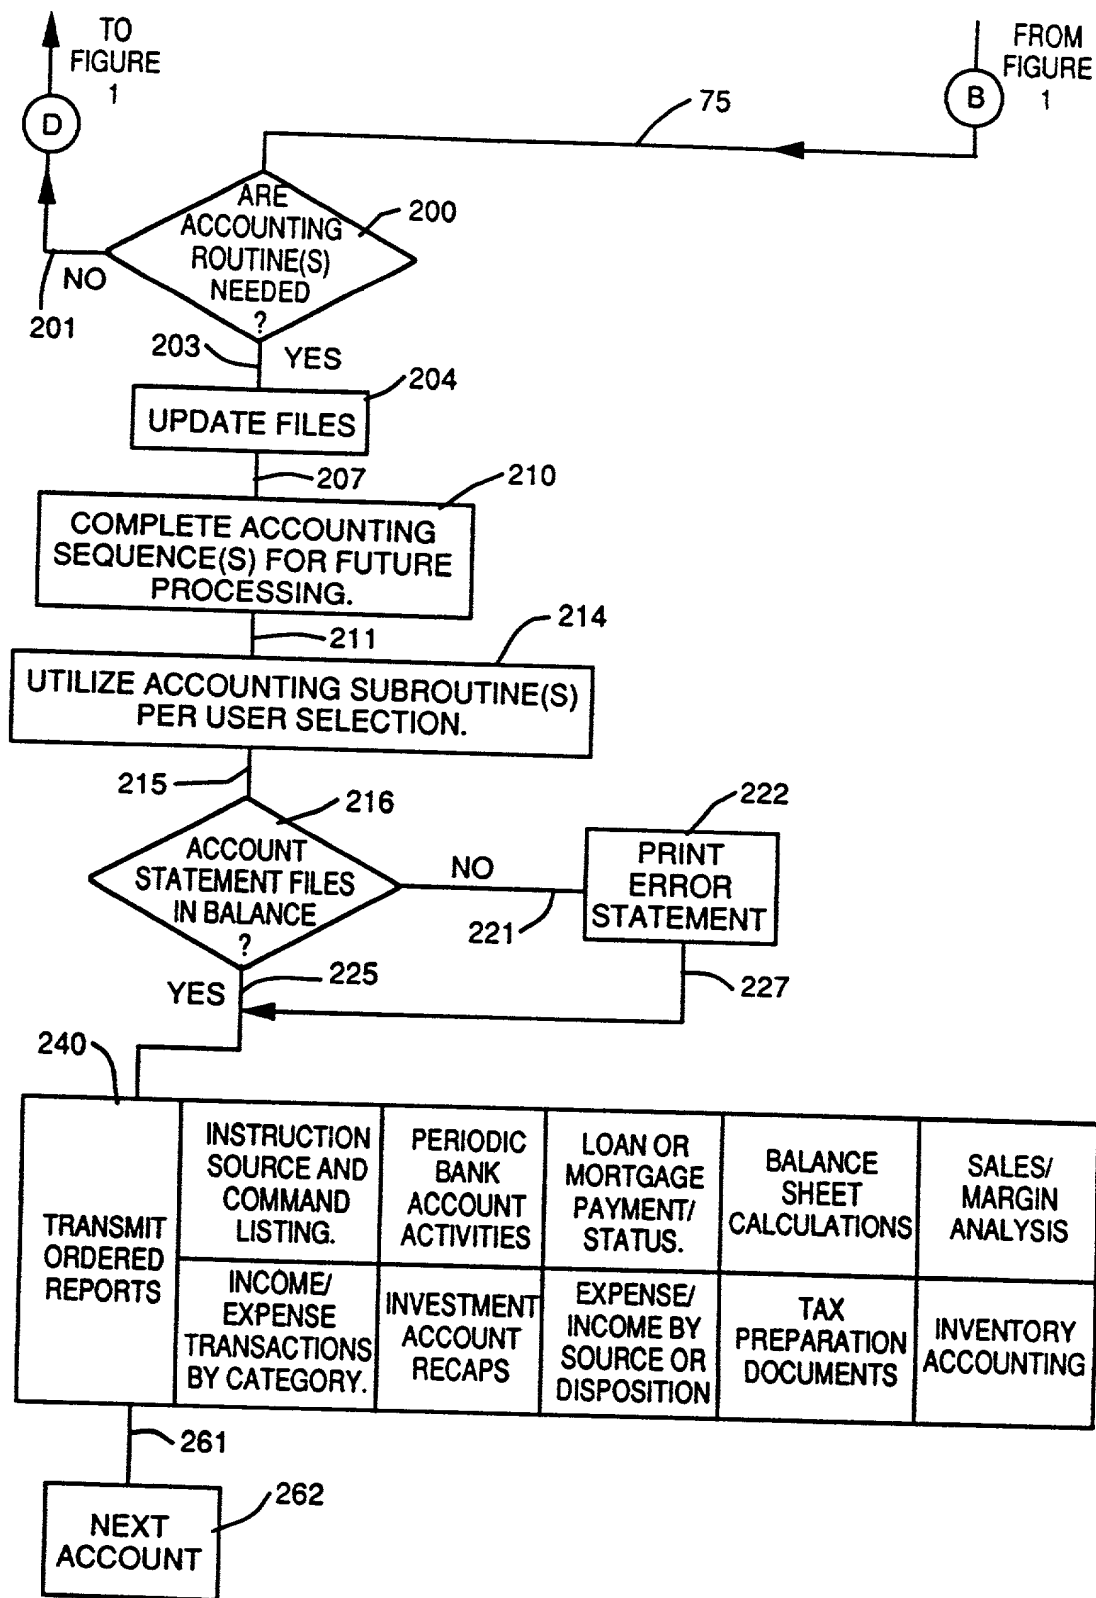 TO
FIGURE
1
D
FROM
FIGURE
1
B
75
ARE
ACCOUNTING
ROUTINE(S)
NEEDED
?
200
NO
201
203
YES
204
UPDATE FILES
207
210
COMPLETE ACCOUNTING
SEQUENCE(S) FOR FUTURE
PROCESSING.
211
214
UTILIZE ACCOUNTING SUBROUTINE(S)
PER USER SELECTION.
215
216
ACCOUNT
STATEMENT FILES
IN BALANCE
?
NO
221
222
PRINT
ERROR
STATEMENT
227
YES
225
240
TRANSMIT
ORDERED
REPORTS
INSTRUCTION
SOURCE AND
COMMAND
LISTING.
PERIODIC
BANK
ACCOUNT
ACTIVITIES
LOAN OR
MORTGAGE
PAYMENT/
STATUS.
BALANCE
SHEET
CALCULATIONS
SALES/
MARGIN
ANALYSIS
INCOME/
EXPENSE
TRANSACTIONS
BY CATEGORY.
INVESTMENT
ACCOUNT
RECAPS
EXPENSE/
INCOME BY
SOURCE OR
DISPOSITION
TAX
PREPARATION
DOCUMENTS
INVENTORY
ACCOUNTING
261
262
NEXT
ACCOUNT